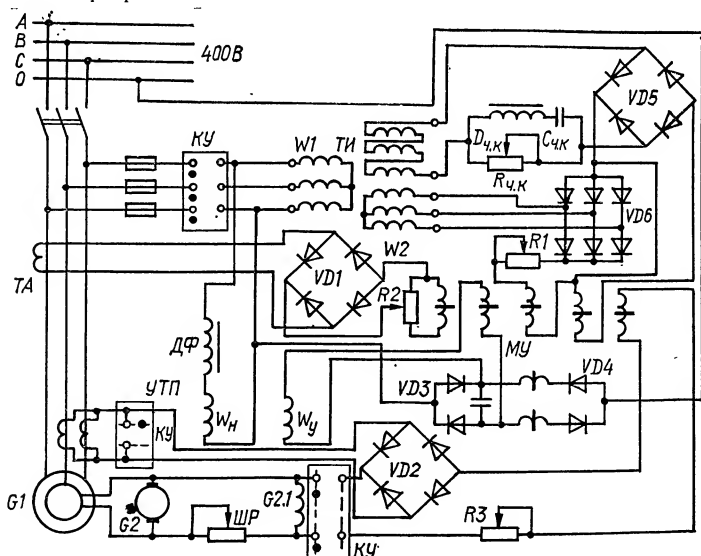 A
B
C
0
400В
КУ
W1
ТИ
Dч.к
Cч.к
Rч.к
VD5
VD6
R1
ТА
VD1
W2
R2
МУ
ДФ
УТП
КУ
Wн
Wу
VD3
VD4
VD2
G1
G2
ШР
G2.1
КУ
R3